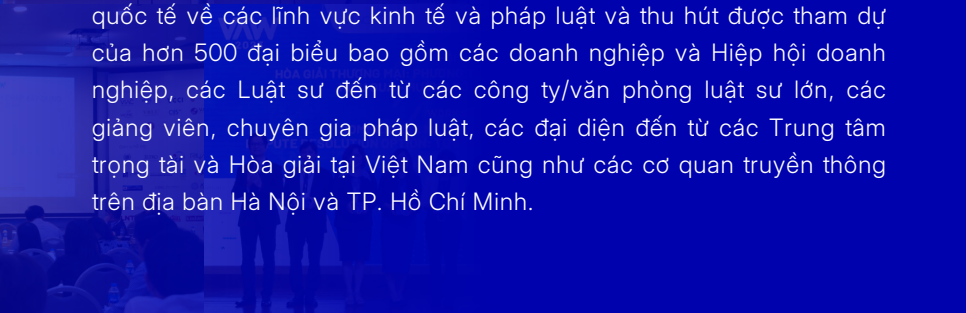 quốc tế về các lĩnh vực kinh tế và pháp luật và thu hút được tham dự
của hơn 500 đại biểu bao gồm các doanh nghiệp và Hiệp hội doanh
HÒA GIẢI THƯƠNG
nghiệp, các Luật sư đến từ các công ty/văn phòng luật sư lớn, các
giảng viên, chuyên gia pháp luật, các đại diện đến từ các Trung tâm
trọng tài và Hòa giải tại Việt Nam cũng như các cơ quan truyền thông
trên địa bàn Hà Nội và TP. Hồ Chí Minh.